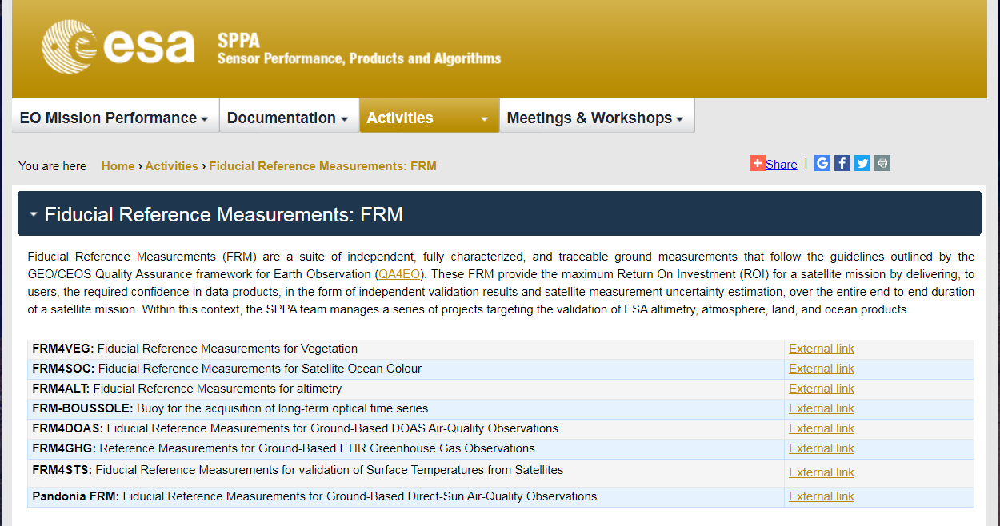 esa
SPPA
Sensor Performance, Products and Algorithms
EO Mission Performance
Documentation
Activities
Meetings & Workshops
You are here Home › Activities › Fiducial Reference Measurements: FRM
Share |
Fiducial Reference Measurements: FRM
Fiducial Reference Measurements (FRM) are a suite of independent, fully characterized, and traceable ground measurements that follow the guidelines outlined by the
GEO/CEOS Quality Assurance framework for Earth Observation (QA4EO). These FRM provide the maximum Return On Investment (ROI) for a satellite mission by delivering, to
users, the required confidence in data products, in the form of independent validation results and satellite measurement uncertainty estimation, over the entire end-to-end duration
of a satellite mission. Within this context, the SPPA team manages a series of projects targeting the validation of ESA altimetry, atmosphere, land, and ocean products.
FRM4VEG: Fiducial Reference Measurements for Vegetation External link
FRM4SOC: Fiducial Reference Measurements for Satellite Ocean Colour External link
FRM4ALT: Fiducial Reference Measurements for altimetry External link
FRM-BOUSSOLE: Buoy for the acquisition of long-term optical time series External link
FRM4DOAS: Fiducial Reference Measurements for Ground-Based DOAS Air-Quality Observations External link
FRM4GHG: Reference Measurements for Ground-Based FTIR Greenhouse Gas Observations External link
FRM4STS: Fiducial Reference Measurements for validation of Surface Temperatures from Satellites External link
Pandonia FRM: Fiducial Reference Measurements for Ground-Based Direct-Sun Air-Quality Observations External link